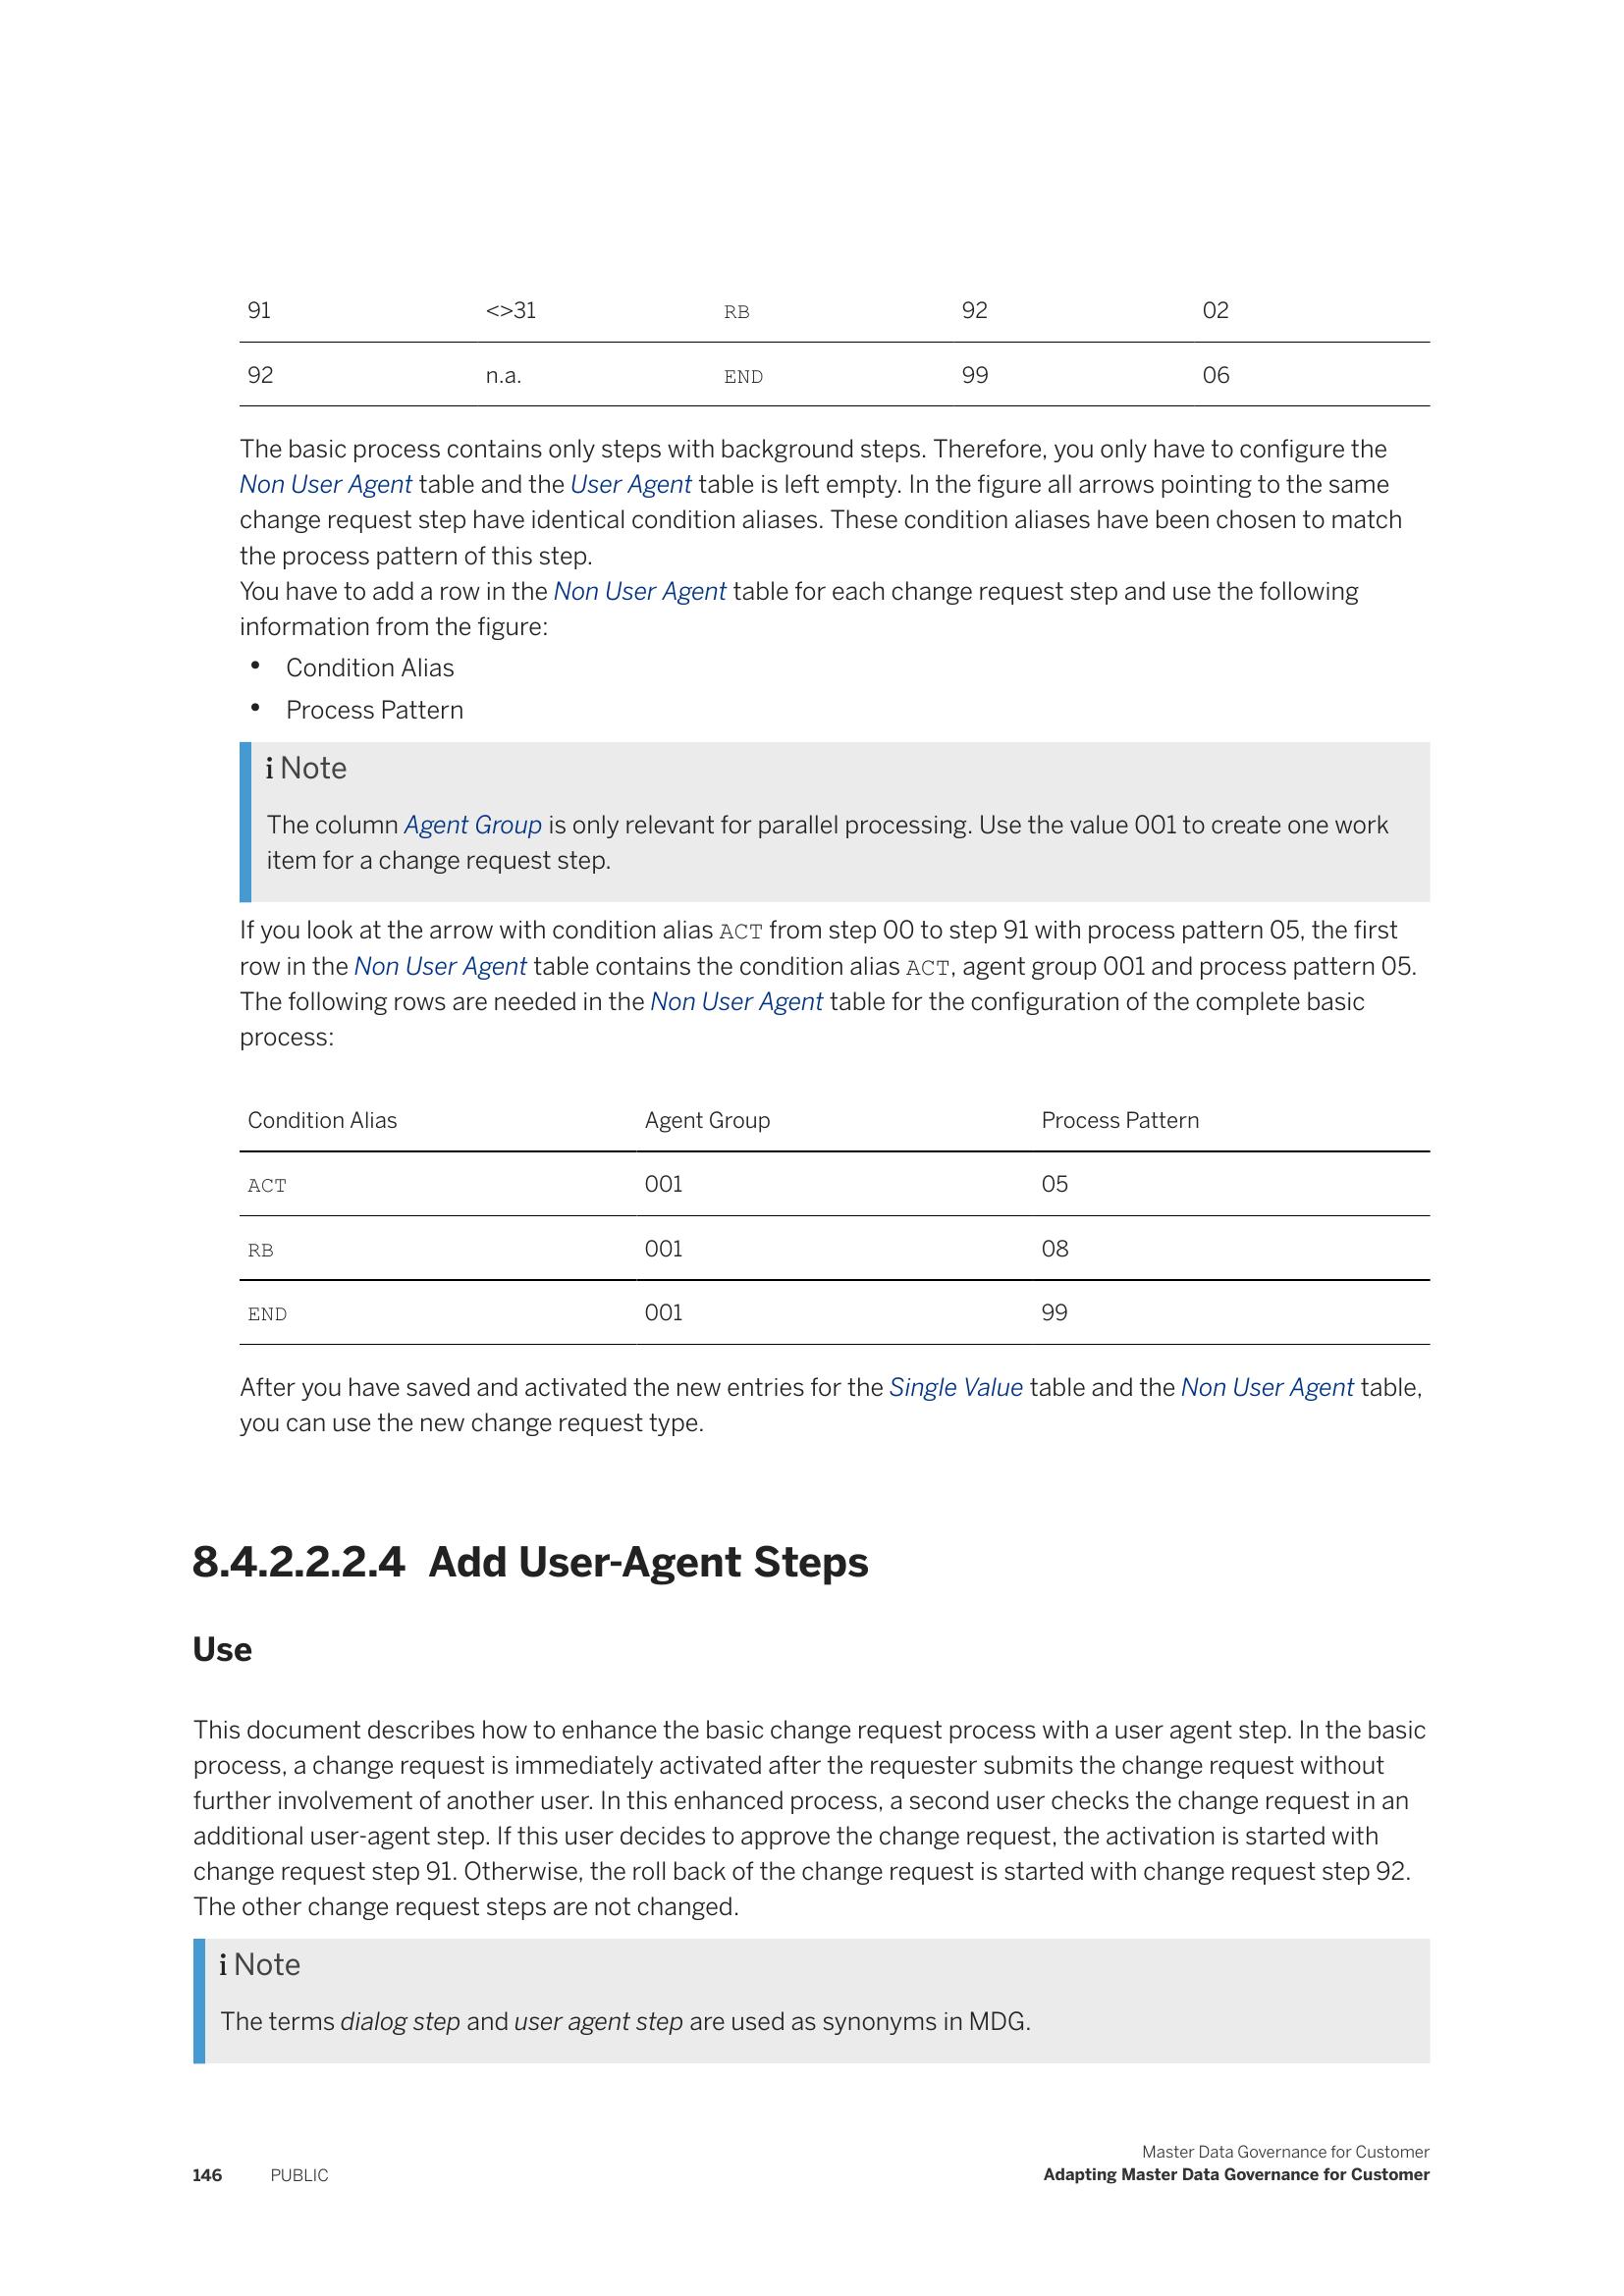 91 <>31 RB 92 02
92 n.a. END 99 06
The basic process contains only steps with background steps. Therefore, you only have to configure the
Non User Agent table and the User Agent table is left empty. In the figure all arrows pointing to the same
change request step have identical condition aliases. These condition aliases have been chosen to match
the process pattern of this step.
You have to add a row in the Non User Agent table for each change request step and use the following
information from the figure:
• Condition Alias
• Process Pattern
i Note
The column Agent Group is only relevant for parallel processing. Use the value 001 to create one work
item for a change request step.
If you look at the arrow with condition alias ACT from step 00 to step 91 with process pattern 05, the first
row in the Non User Agent table contains the condition alias ACT, agent group 001 and process pattern 05.
The following rows are needed in the Non User Agent table for the configuration of the complete basic
process:
Condition Alias Agent Group Process Pattern
ACT 001 05
RB 001 08
END 001 99
After you have saved and activated the new entries for the Single Value table and the Non User Agent table,
you can use the new change request type.
8.4.2.2.2.4 Add User-Agent Steps
Use
This document describes how to enhance the basic change request process with a user agent step. In the basic
process, a change request is immediately activated after the requester submits the change request without
further involvement of another user. In this enhanced process, a second user checks the change request in an
additional user-agent step. If this user decides to approve the change request, the activation is started with
change request step 91. Otherwise, the roll back of the change request is started with change request step 92.
The other change request steps are not changed.
i Note
The terms dialog step and user agent step are used as synonyms in MDG.
Master Data Governance for Customer
146 PUBLIC Adapting Master Data Governance for Customer